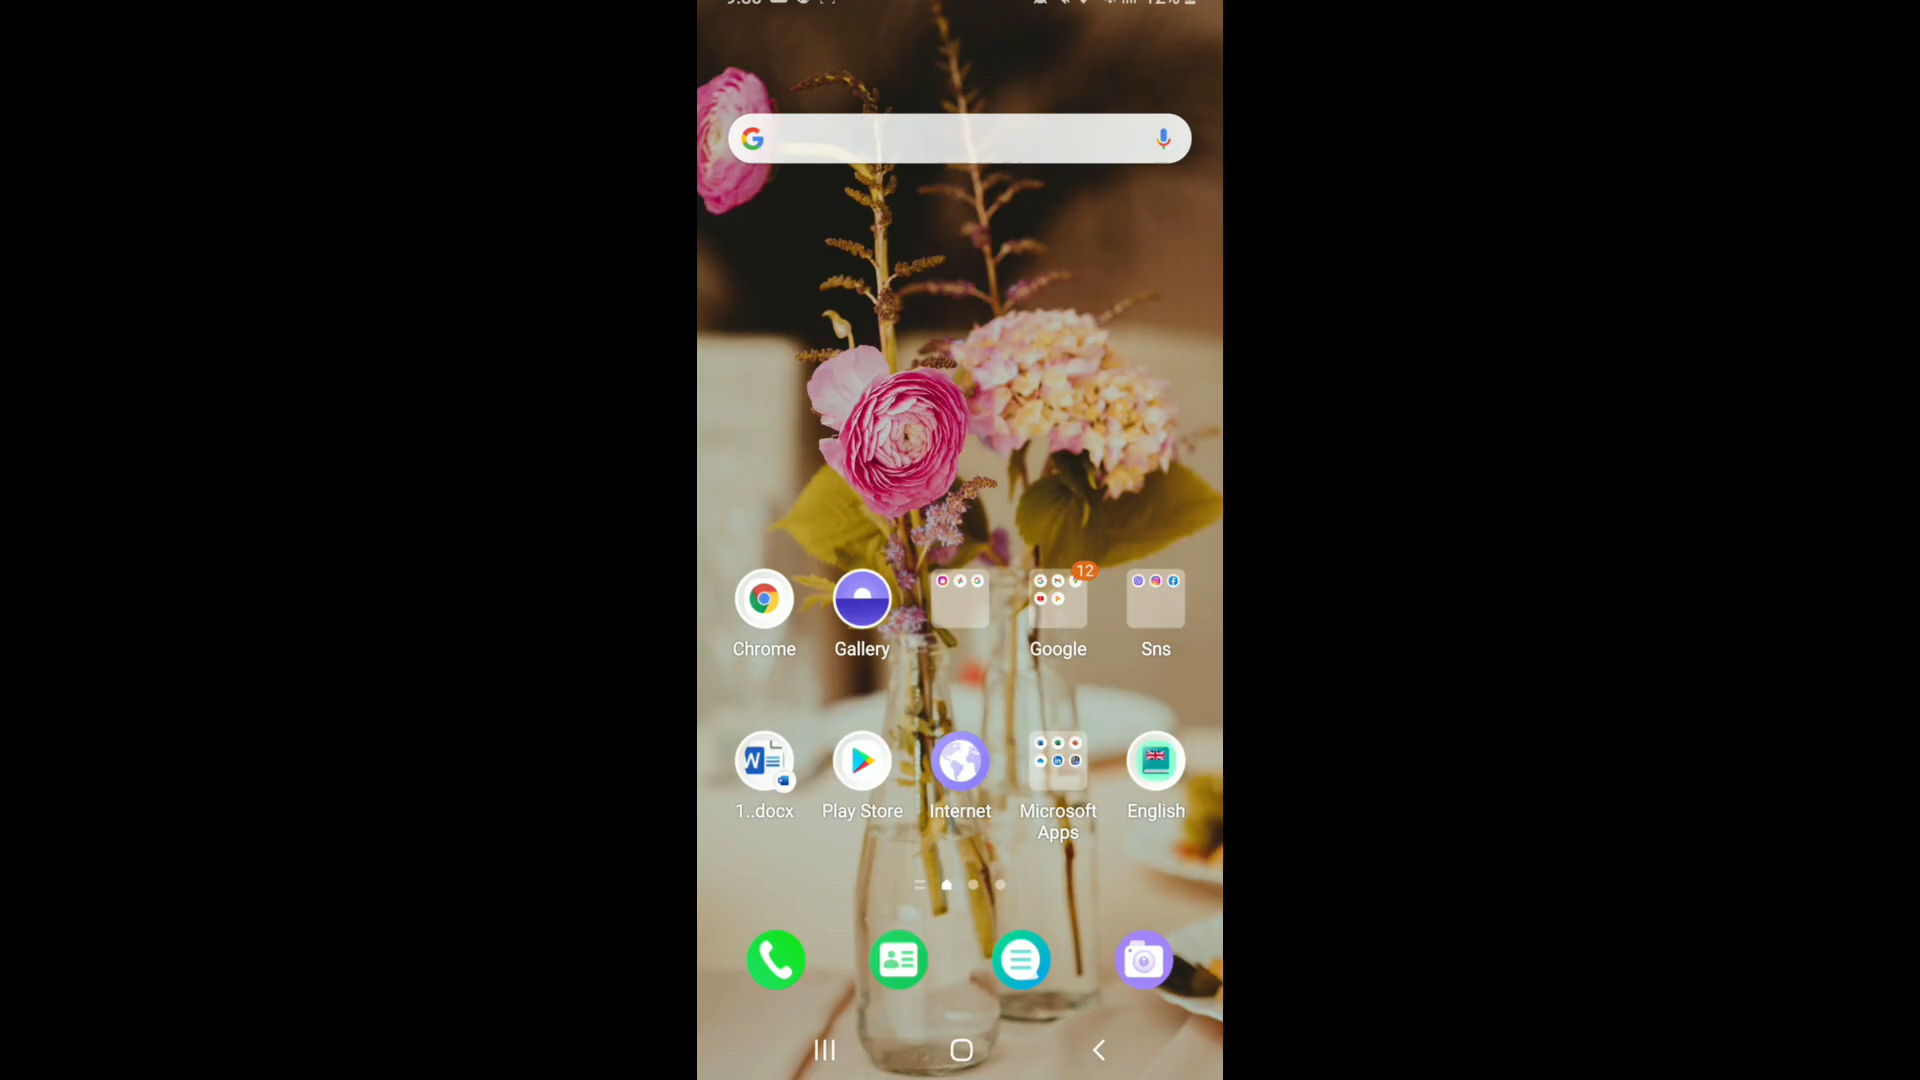 12
Chrome
Gallery
Google
Sns
1..docx
Play Store
Internet
Microsoft
Apps
English